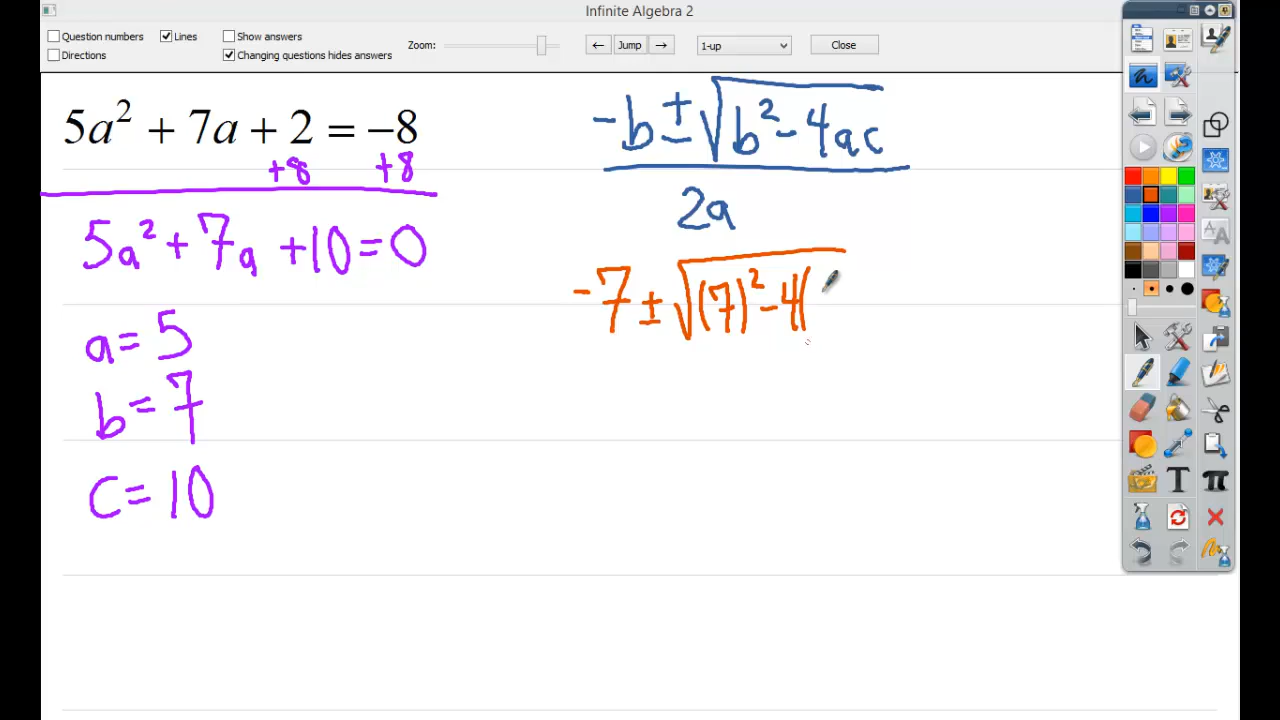 Infinite Algebra 2
Question numbers Lines Show answers Zoom: ← Jump → 1-up Close
Directions Changing questions hides answers
5a² + 7a + 2 = −8
+8 +8
5a² + 7a + 10 = 0
a = 5
b = 7
c = 10
-b ± √b² - 4ac
2a
-7 ± √(7)² - 4(
T π